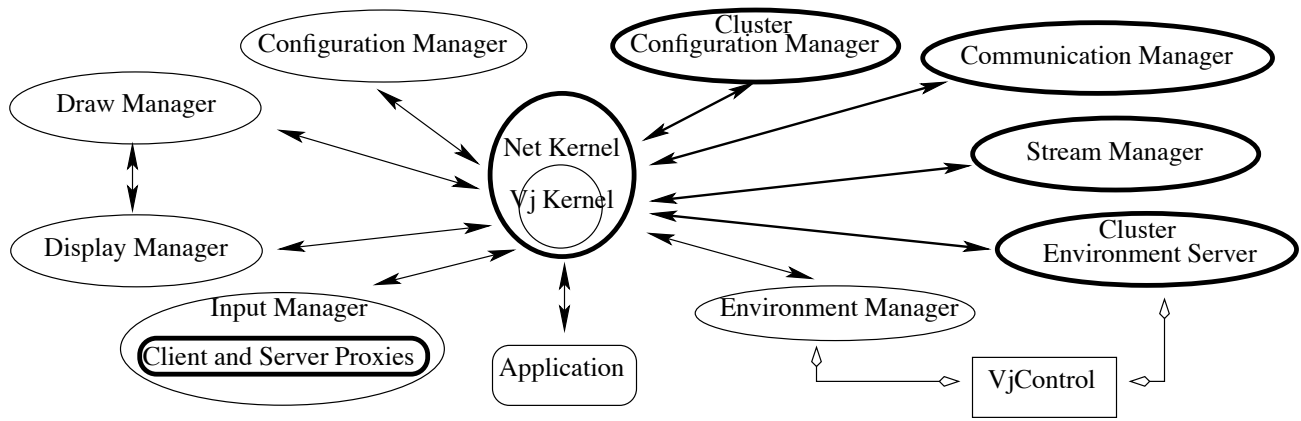 Configuration Manager
Cluster
Configuration Manager
Communication Manager
Draw Manager
Net Kernel
Vj Kernel
Stream Manager
Display Manager
Cluster
Environment Server
Input Manager
Client and Server Proxies
Environment Manager
Application
VjControl